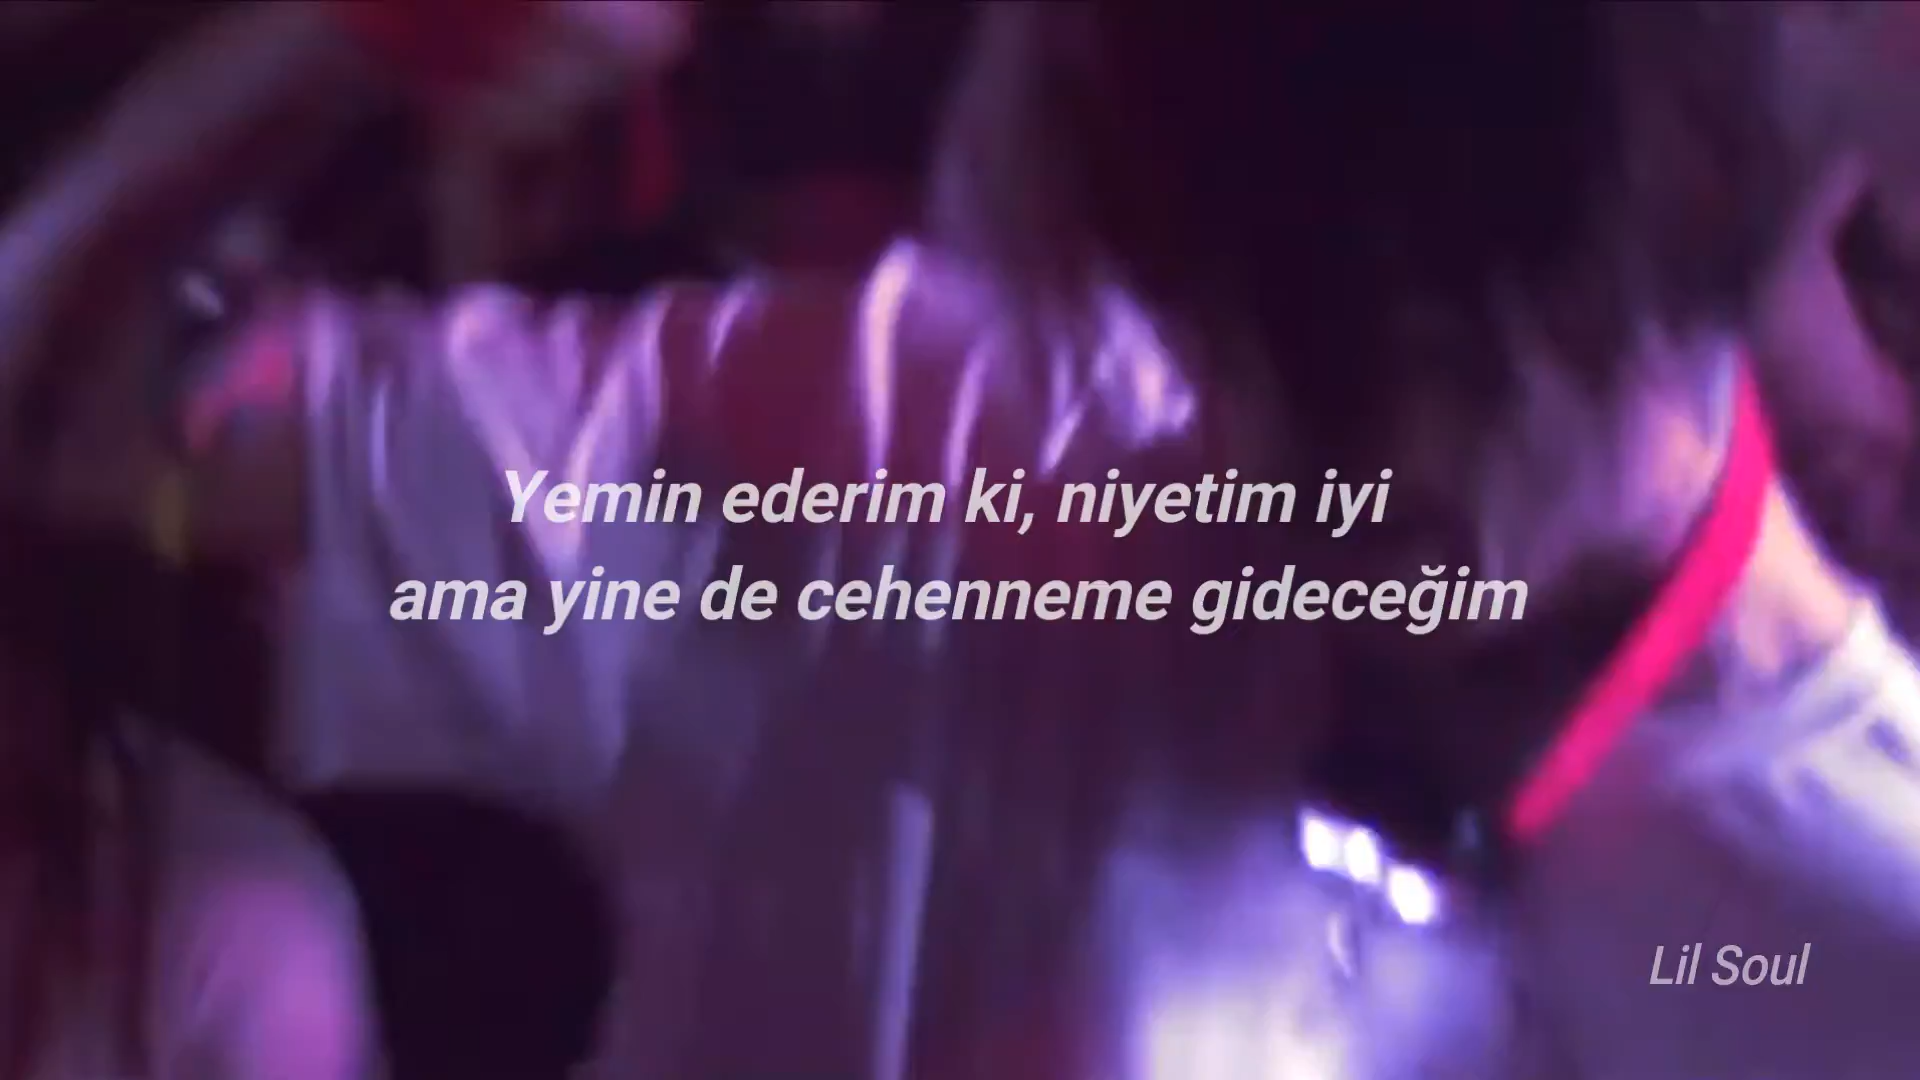 Yemin ederim ki, niyetim iyi
ama yine de cehenneme gideceğim
Lil Soul